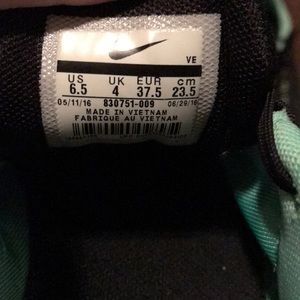 VE
US UK EUR cm
6.5 4 37.5 23.5
05/11/16 830751-009 06/29/16
MADE IN VIETNAM
FABRIQUE AU VIETNAM